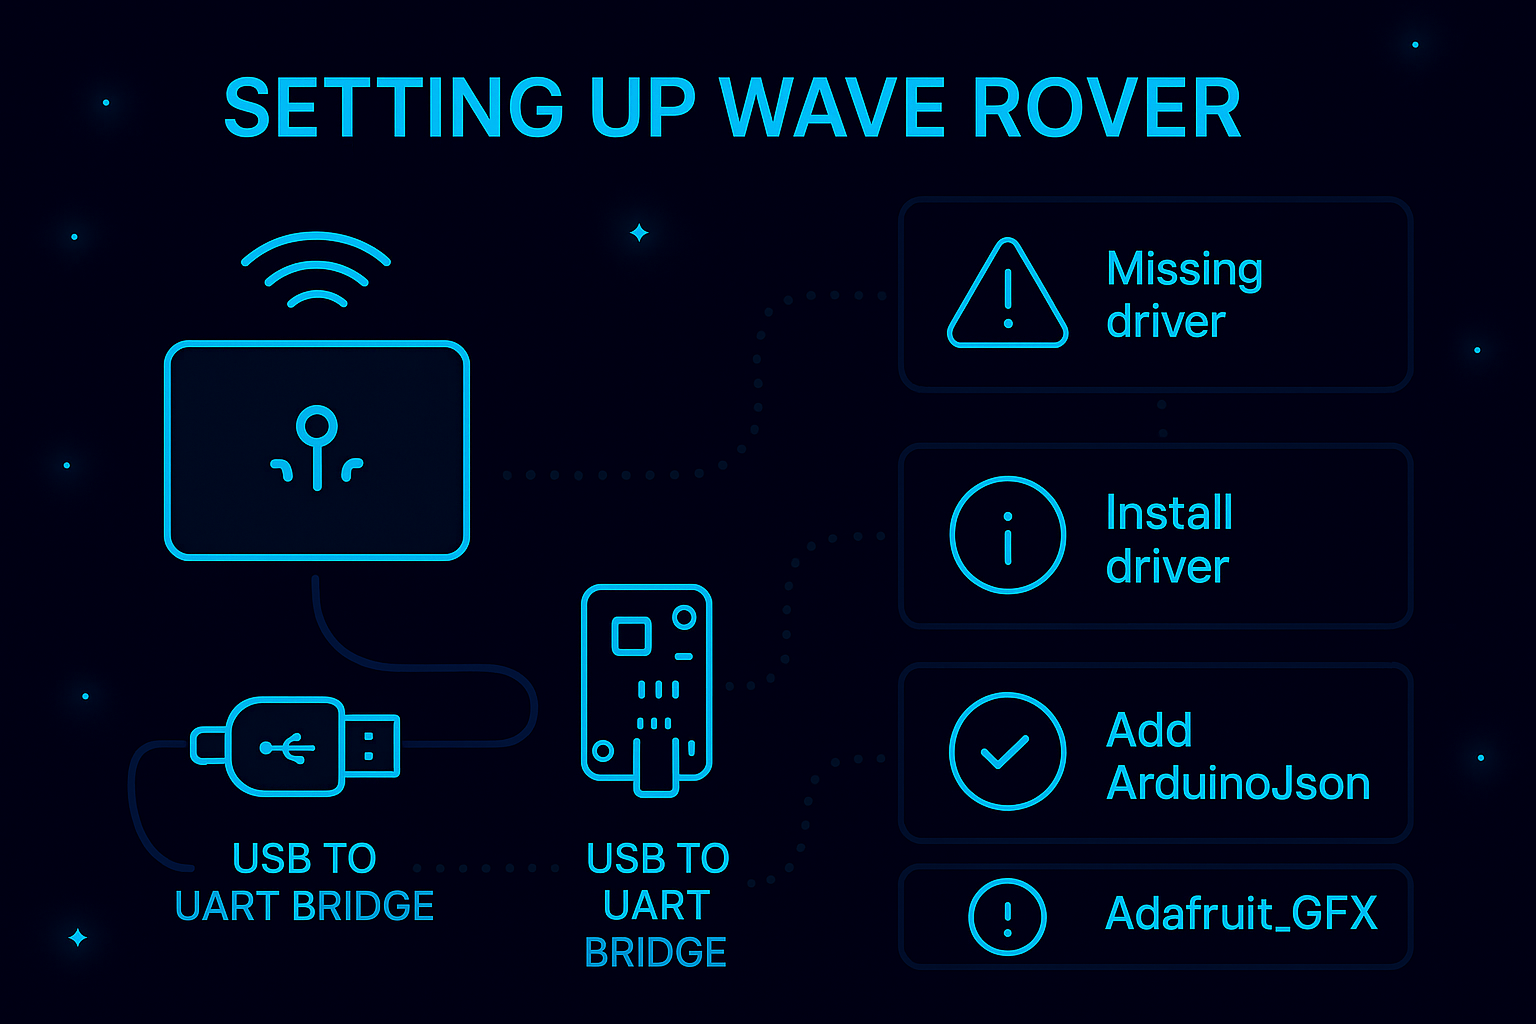 SETTING UP WAVE ROVER
Missing
driver
Install
driver
Add
ArduinoJson
Adafruit_GFX
USB TO
UART BRIDGE
USB TO
UART
BRIDGE